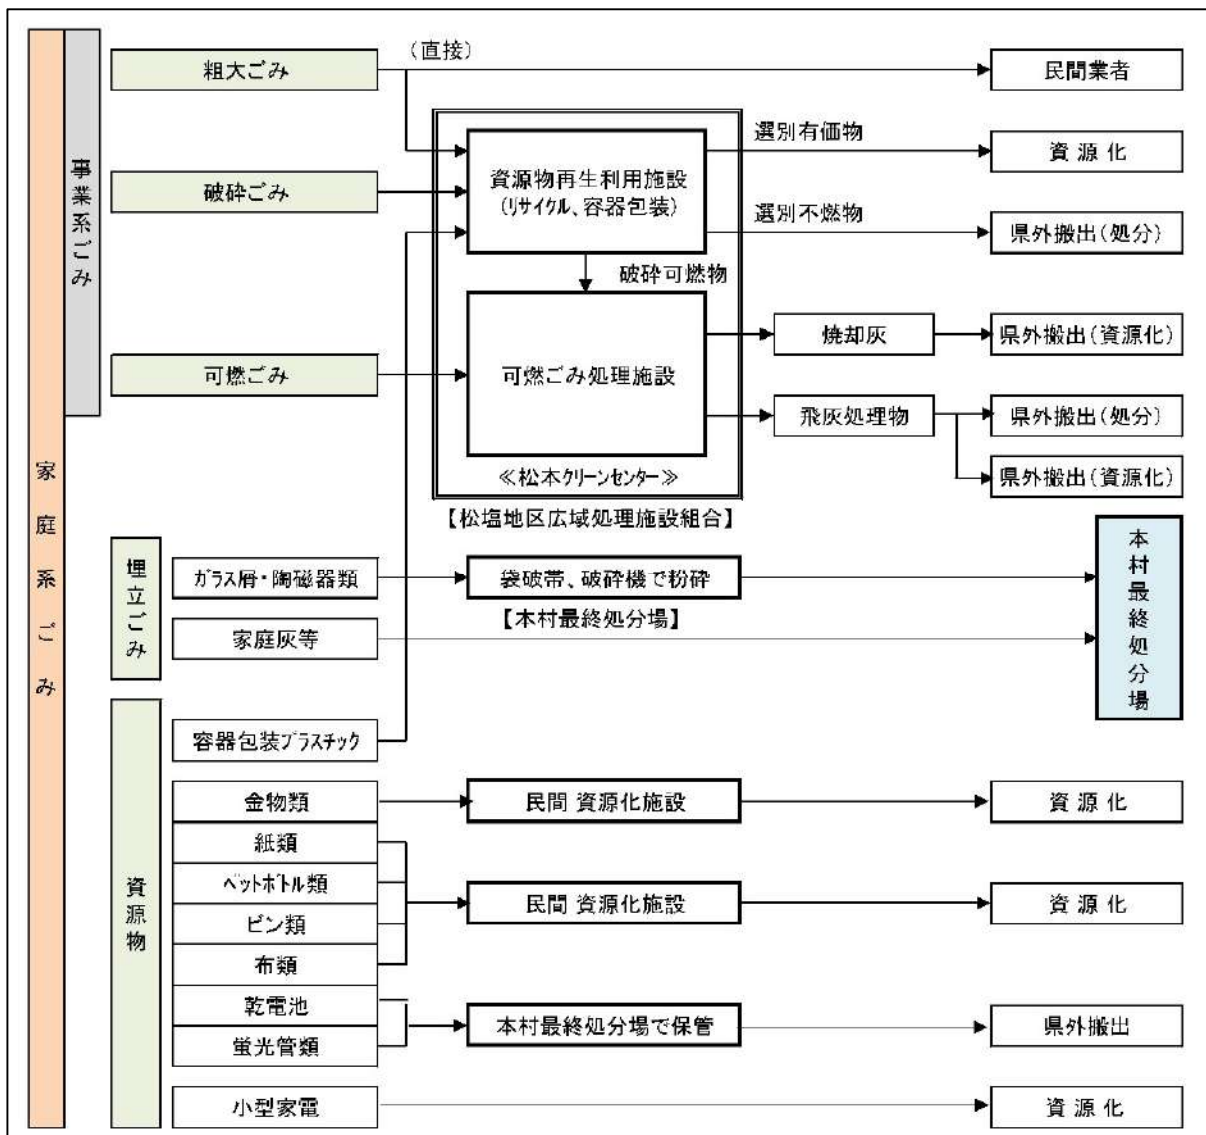 家庭系ごみ
事業系ごみ
粗大ごみ
(直接)
民間業者
破砕ごみ
資源物再生利用施設
(リサイクル、容器包装)
選別有価物
資源化
選別不燃物
県外搬出(処分)
破砕可燃物
可燃ごみ
可燃ごみ処理施設
焼却灰
県外搬出(資源化)
飛灰処理物
県外搬出(処分)
県外搬出(資源化)
≪松本クリーンセンター≫
【松塩地区広域処理施設組合】
埋立ごみ
ガラス屑・陶磁器類
袋破帯、破砕機で粉砕
【本村最終処分場】
家庭灰等
本村最終処分場
資源物
容器包装プラスチック
金物類
民間 資源化施設
資源化
紙類
ペットボトル類
ビン類
布類
民間 資源化施設
資源化
乾電池
蛍光管類
本村最終処分場で保管
県外搬出
小型家電
資源化